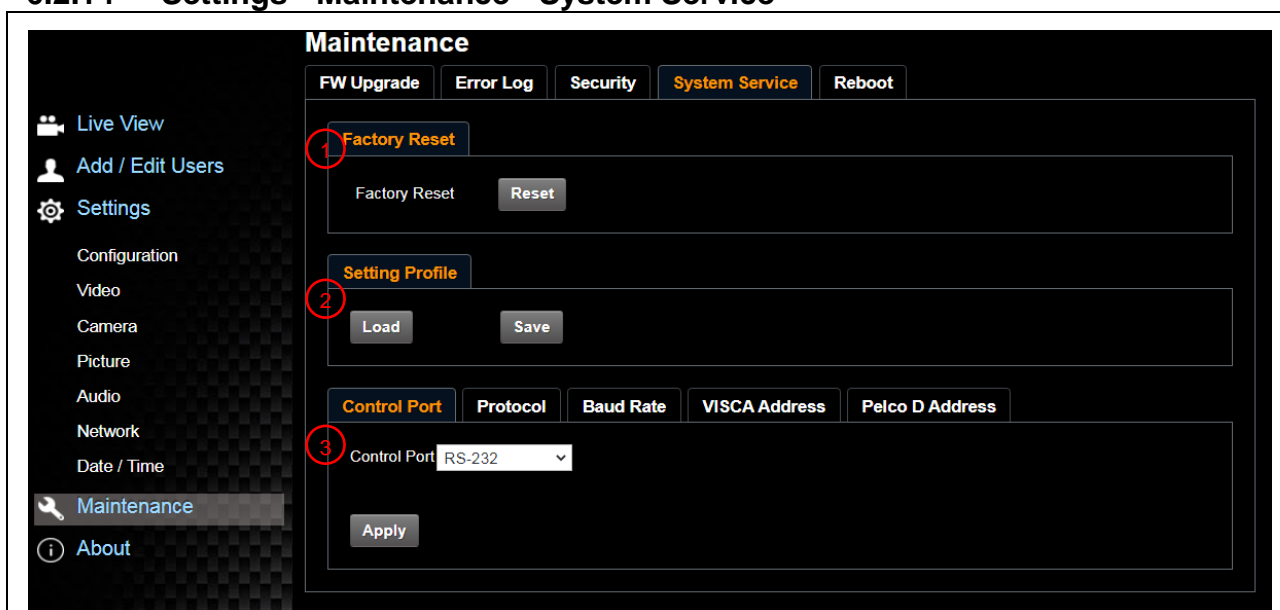 Settings - Maintenance - System Service
Maintenance
FW Upgrade Error Log Security System Service Reboot
Live View
Add / Edit Users
Settings
Configuration
Video
Camera
Picture
Audio
Network
Date / Time
Maintenance
About
1 Factory Reset
Factory Reset Reset
Setting Profile
2
Load Save
Control Port Protocol Baud Rate VISCA Address Pelco D Address
3
Control Port RS-232
Apply